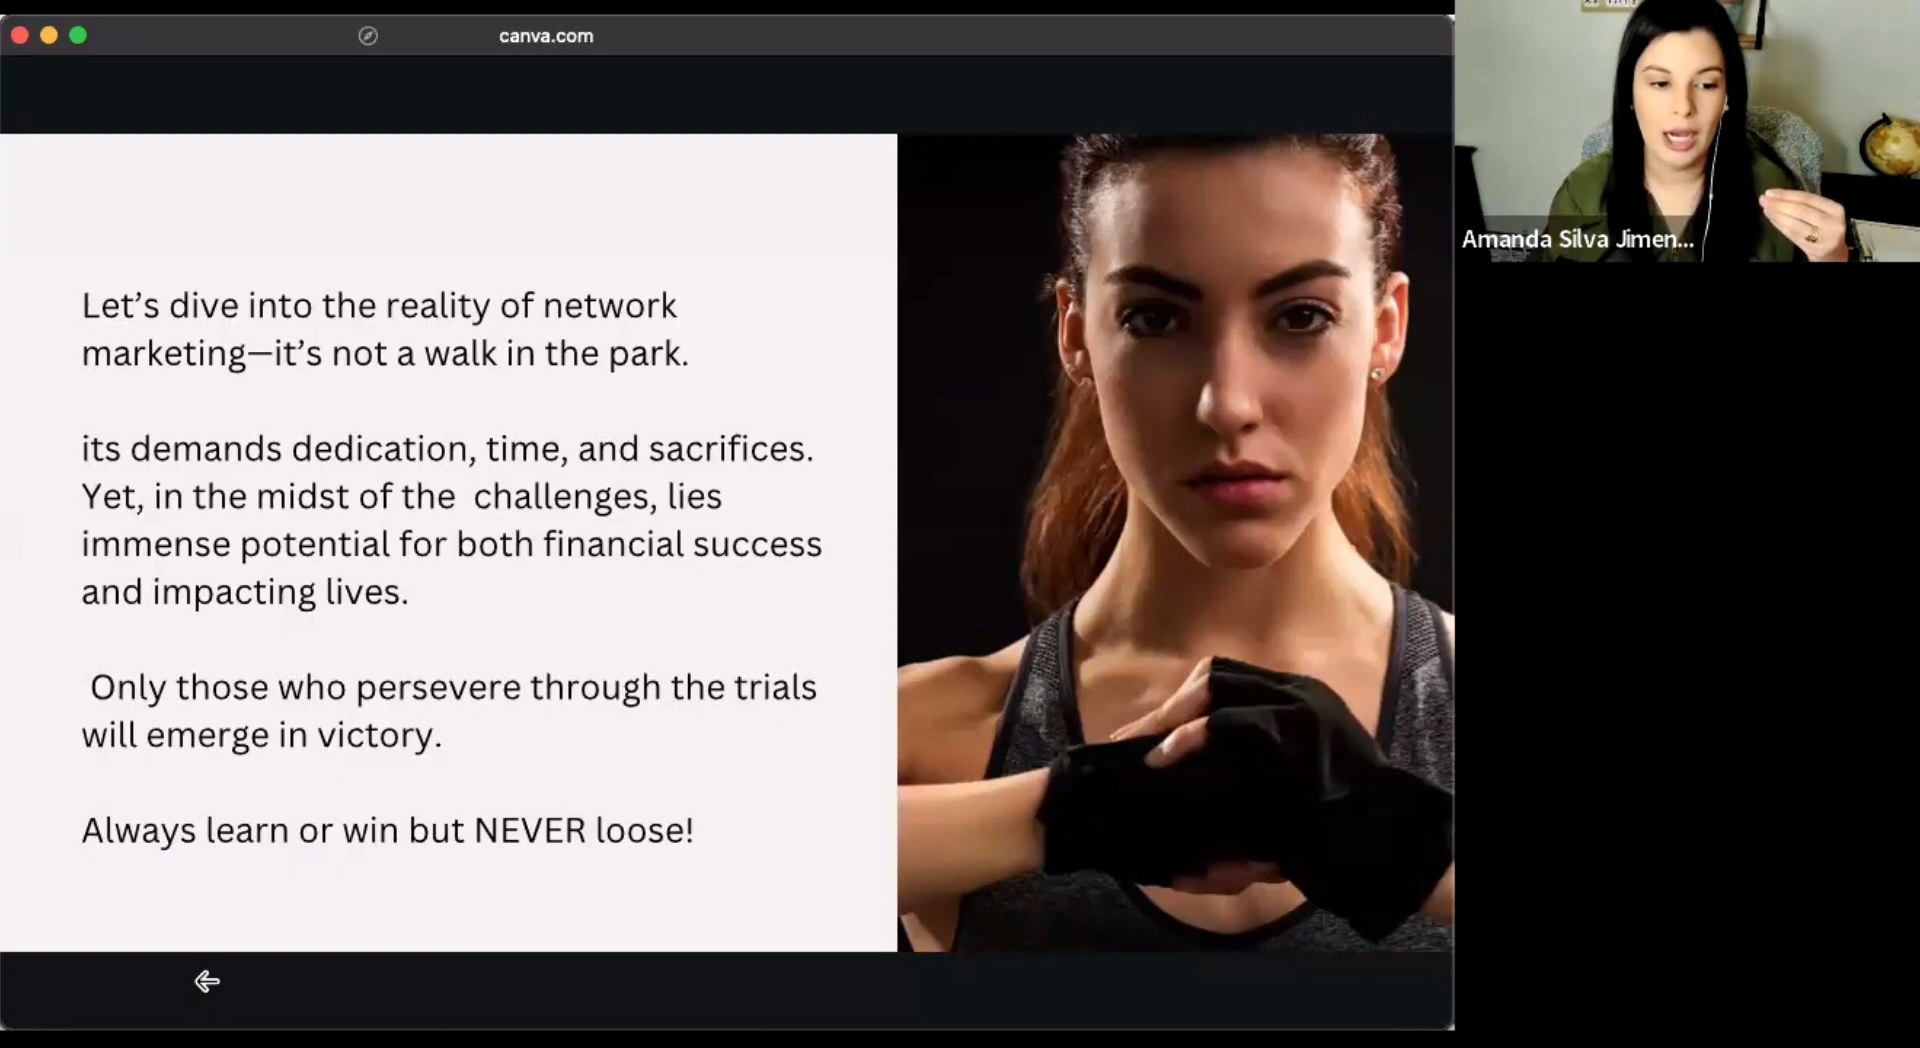 canva.com
Let’s dive into the reality of network
marketing—it’s not a walk in the park.
its demands dedication, time, and sacrifices.
Yet, in the midst of the  challenges, lies
immense potential for both financial success
and impacting lives.
Only those who persevere through the trials
will emerge in victory.
Always learn or win but NEVER loose!
Amanda Silva Jimen...